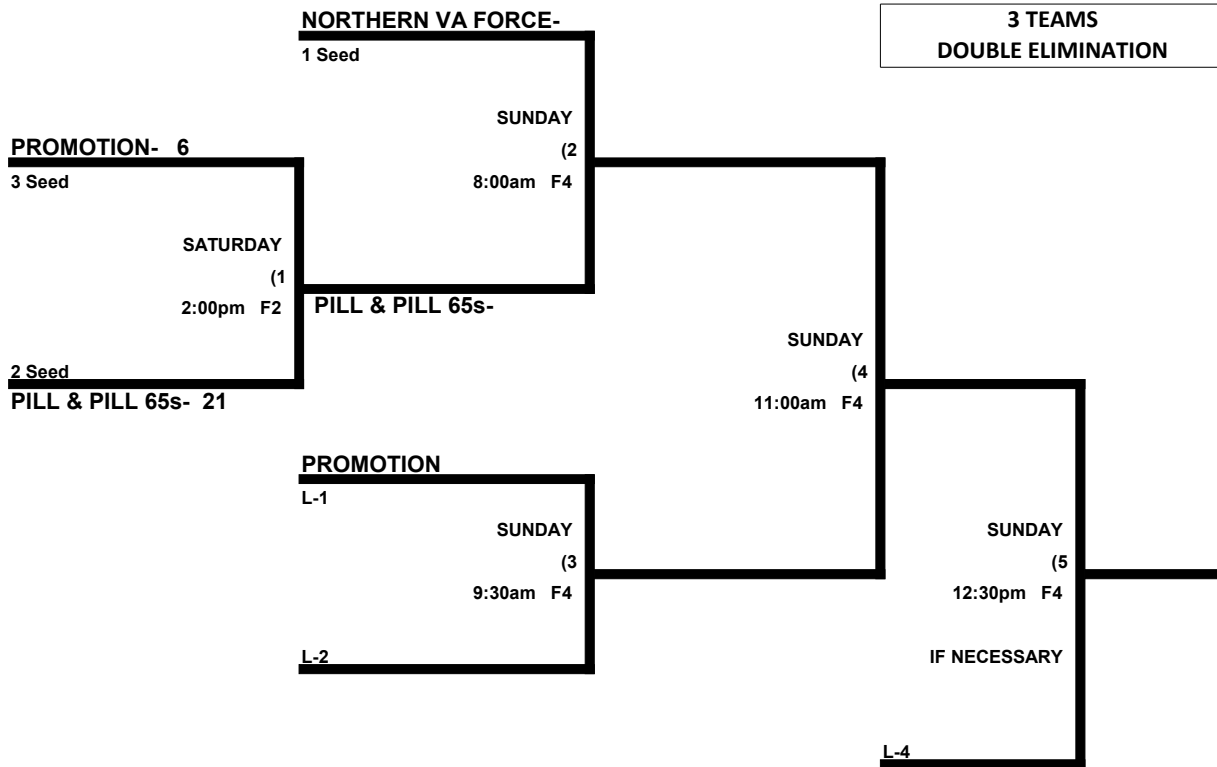 NORTHERN VA FORCE-
1 Seed
3 TEAMS
DOUBLE ELIMINATION
SUNDAY
(2
8:00am F4
PROMOTION- 6
3 Seed
SATURDAY
(1
2:00pm F2
PILL & PILL 65s-
2 Seed
PILL & PILL 65s- 21
SUNDAY
(4
11:00am F4
PROMOTION
L-1
SUNDAY
(3
9:30am F4
L-2
SUNDAY
(5
12:30pm F4
IF NECESSARY
L-4